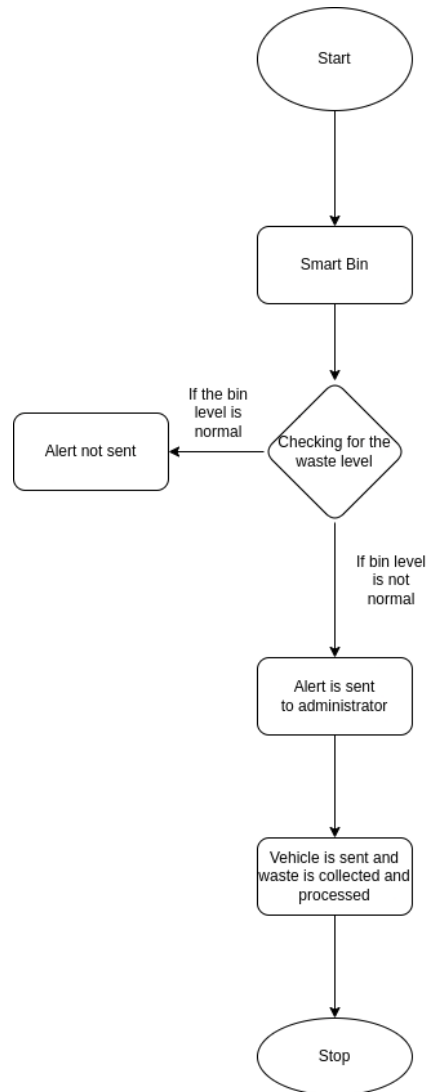 Start
Smart Bin
If the bin
level is
normal
Alert not sent
Checking for the
waste level
If bin level
is not
normal
Alert is sent
to administrator
Vehicle is sent and
waste is collected and
processed
Stop